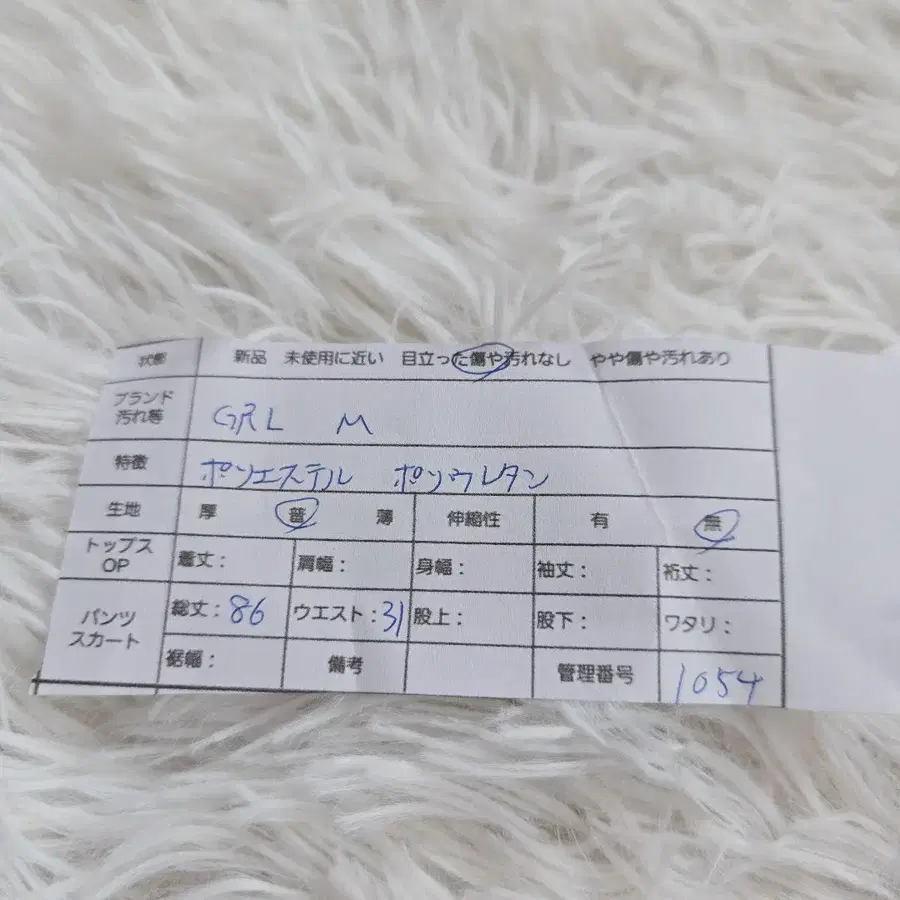 状態 新品 未使用に近い 目立った傷や汚れなし やや傷や汚れあり
ブランド
汚れ等 GRL M
特徴 ポリエステル ポリウレタン
生地 厚 普 薄 伸縮性 有 無
トップス
OP 着丈: 肩幅: 身幅: 袖丈: 裄丈:
パンツ
スカート 総丈:86 ウエスト:31 股上: 股下: ワタリ:
裾幅: 備考 管理番号 1054